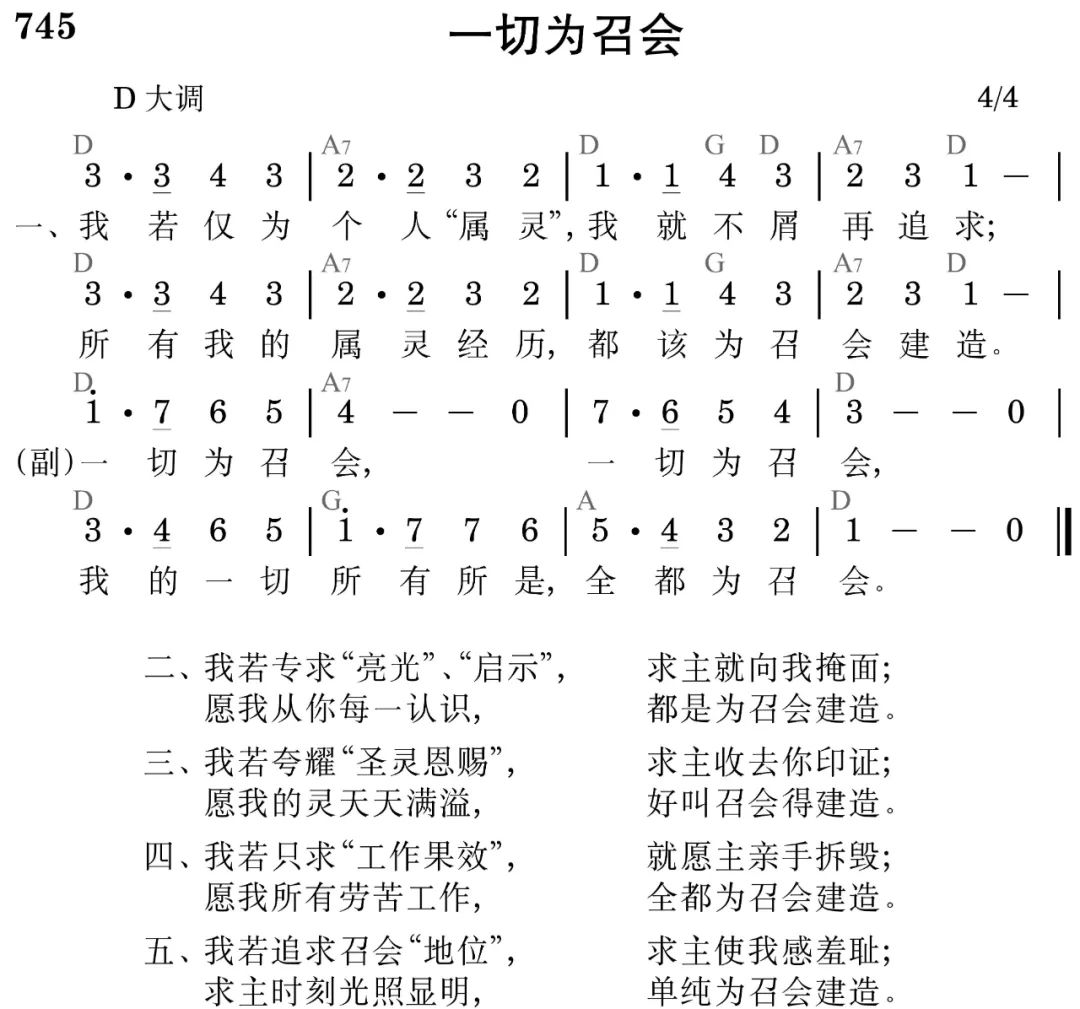 745
一切为召会
D 大调 4/4
D A7 D G D A7 D
3 · 3 4 3 | 2 · 2 3 2 | 1 · 1 4 3 | 2 3 1 – |
一、我 若 仅 为 个 人 “属 灵”, 我 就 不 屑 再 追 求;
D A7 D G A7 D
3 · 3 4 3 | 2 · 2 3 2 | 1 · 1 4 3 | 2 3 1 – |
所 有 我 的 属 灵 经 历, 都 该 为 召 会 建 造。
D A7 D
1̇ · 7 6 5 | 4 – – 0 | 7 · 6 5 4 | 3 – – 0 |
(副)一 切 为 召 会, 一 切 为 召 会,
D G A D
3 · 4 6 5 | 1̇ · 7 7 6 | 5 · 4 3 2 | 1 – – 0 ‖
我 的 一 切 所 有 所 是, 全 都 为 召 会。
二、我若专求“亮光”、“启示”, 求主就向我掩面;
愿我从你每一认识, 都是为召会建造。
三、我若夸耀“圣灵恩赐”, 求主收去你印证;
愿我的灵天天满溢, 好叫召会得建造。
四、我若只求“工作果效”, 就愿主亲手拆毁;
愿我所有劳苦工作, 全都为召会建造。
五、我若追求召会“地位”, 求主使我感羞耻;
求主时刻光照显明, 单纯为召会建造。